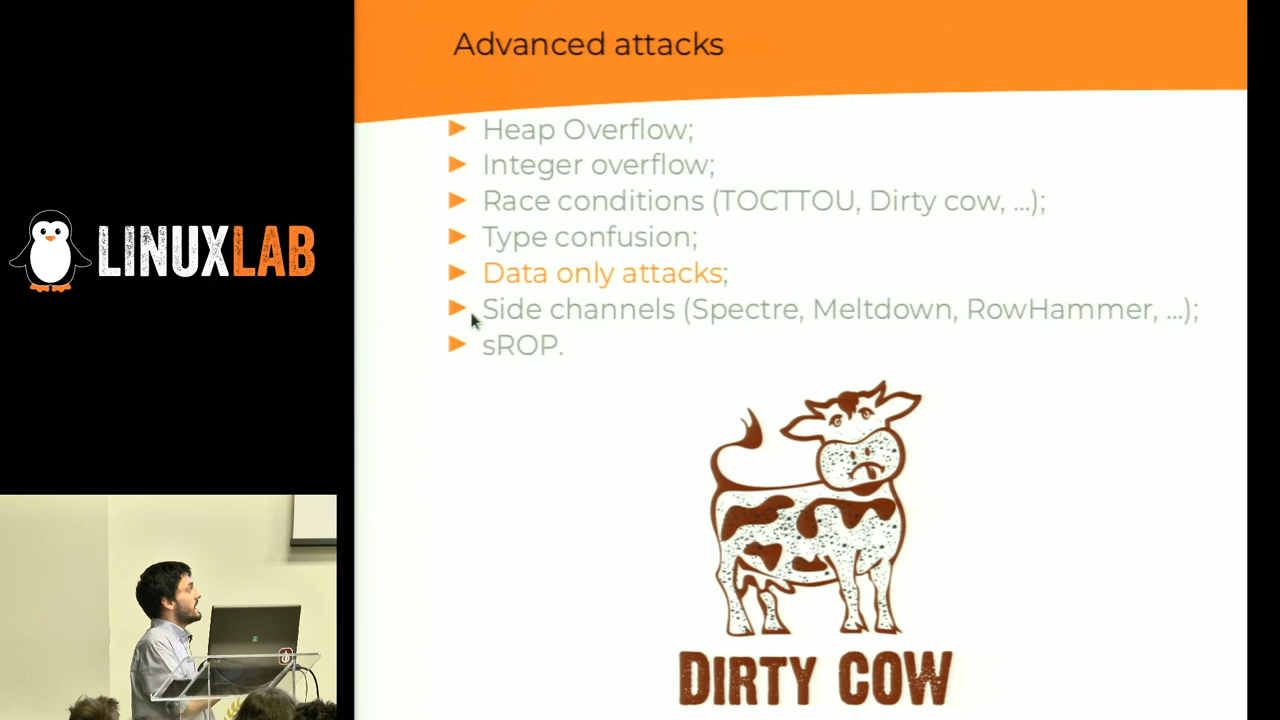 Advanced attacks
Heap Overflow;
Integer overflow;
Race conditions (TOCTTOU, Dirty cow, ...);
Type confusion;
Data only attacks;
Side channels (Spectre, Meltdown, RowHammer, ...);
sROP.
LINUXLAB
DIRTY COW